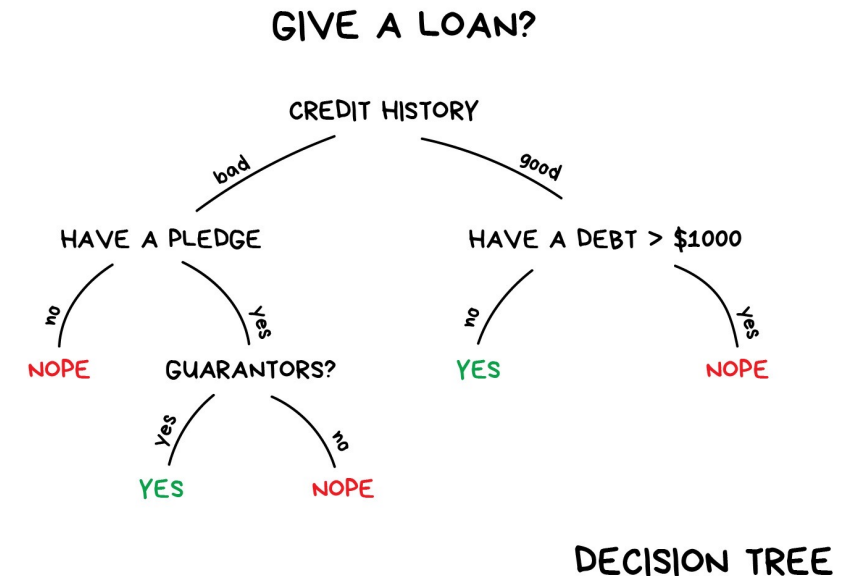 GIVE A LOAN?
CREDIT HISTORY
bad
good
HAVE A PLEDGE
HAVE A DEBT > $1000
no
yes
no
yes
NOPE
GUARANTORS?
YES
NOPE
yes
no
YES
NOPE
DECISION TREE